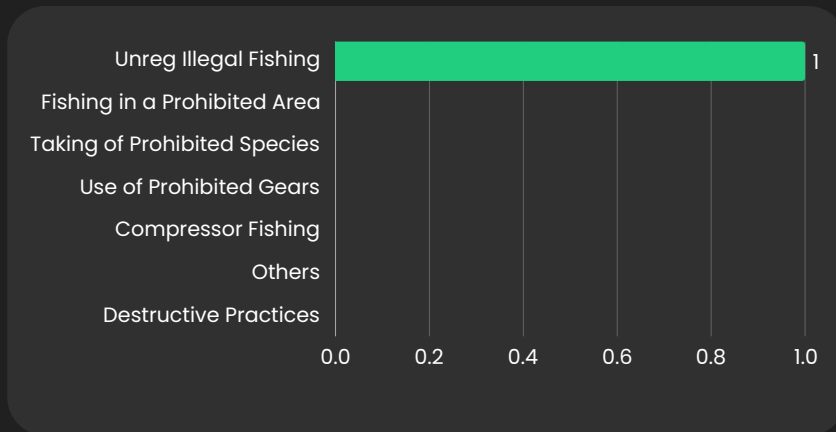 Unreg Illegal Fishing
1
Fishing in a Prohibited Area
Taking of Prohibited Species
Use of Prohibited Gears
Compressor Fishing
Others
Destructive Practices
0.0 0.2 0.4 0.6 0.8 1.0